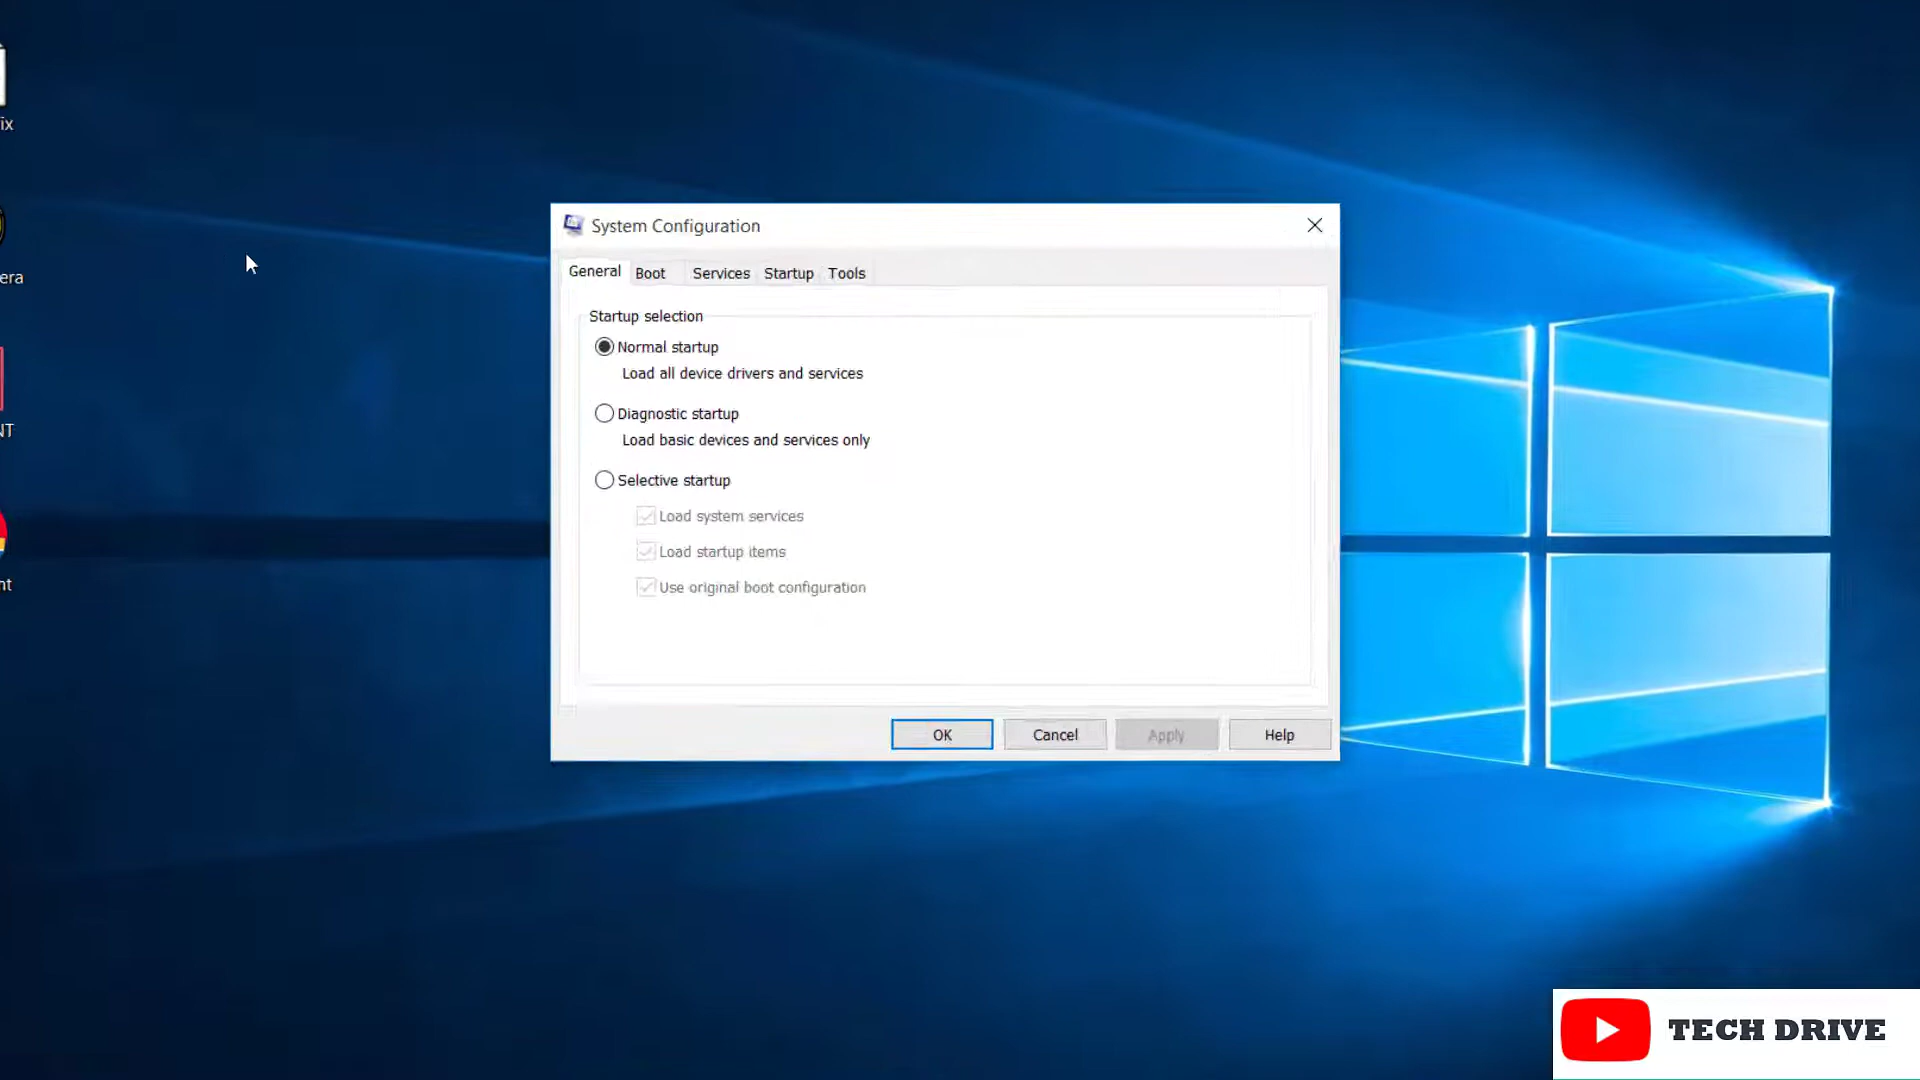 ix
era
NT
nt
System Configuration
General Boot Services Startup Tools
Startup selection
Normal startup
Load all device drivers and services
Diagnostic startup
Load basic devices and services only
Selective startup
Load system services
Load startup items
Use original boot configuration
OK Cancel Apply Help
TECH DRIVE